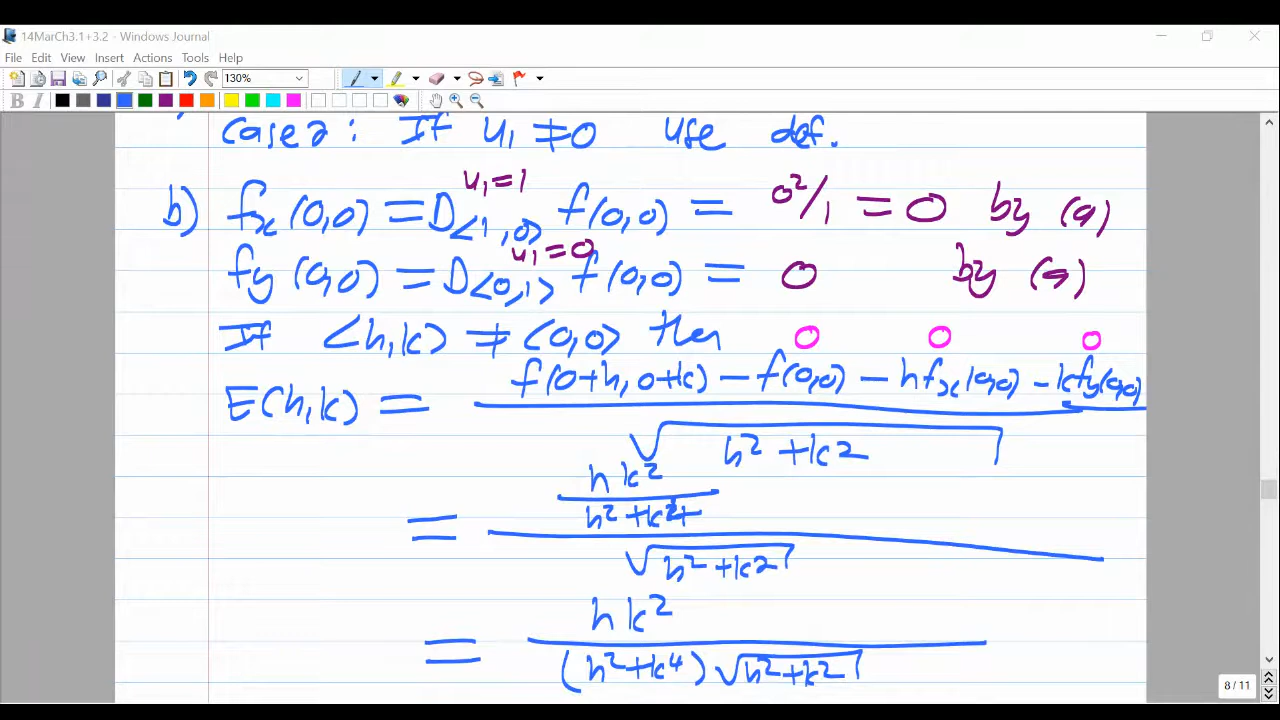 14MarCh3.1+3.2 - Windows Journal
File Edit View Insert Actions Tools Help
130%
B I
case 2: If u₁ ≠ 0 use def.
u₁ = 1
b) fx (0,0) = D<1,0> f(0,0) = 0²/1 = 0 by (a)
u₁ = 0
fy (0,0) = D<0,1> f(0,0) = 0 by (a)
If <h,k> ≠ <0,0> then 0 0 0
E(h,k) = f(0+h, 0+k) − f(0,0) − hfx(0,0) − kfy(0,0)
√h² + k²
hk²
= h² + k⁴
√h² + k²
= hk²
(h² + k⁴) √h² + k²
8 / 11